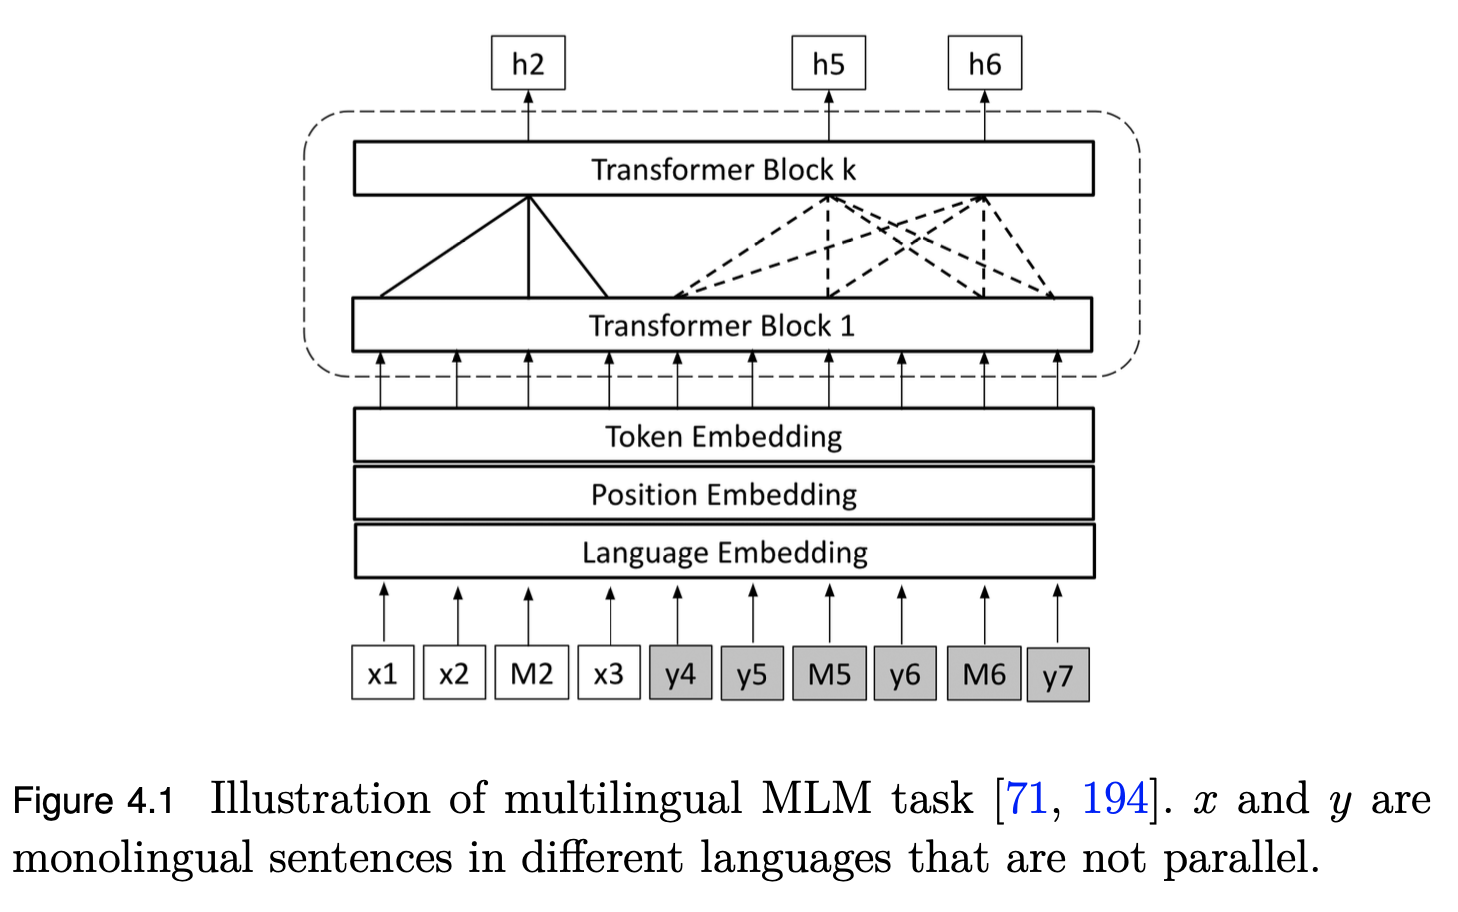 h2 h5 h6
Transformer Block k
Transformer Block 1
Token Embedding
Position Embedding
Language Embedding
x1 x2 M2 x3 y4 y5 M5 y6 M6 y7
Figure 4.1 Illustration of multilingual MLM task [71, 194]. x and y are
monolingual sentences in different languages that are not parallel.